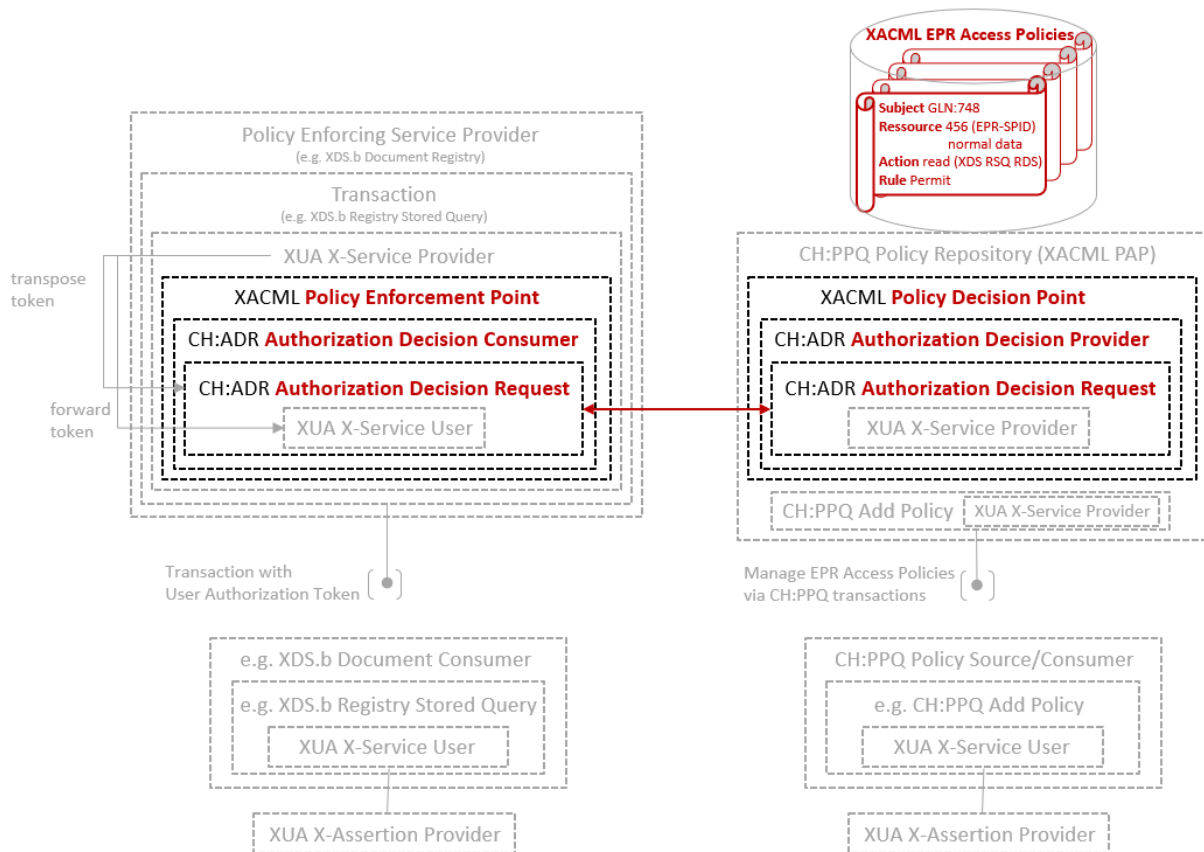 XACML EPR Access Policies
Subject GLN:748
Ressource 456 (EPR-SPID)
normal data
Action read (XDS RSQ RDS)
Rule Permit
Policy Enforcing Service Provider
(e.g. XDS.b Document Registry)
Transaction
(e.g. XDS.b Registry Stored Query)
XUA X-Service Provider
transpose
token
XACML Policy Enforcement Point
CH:ADR Authorization Decision Consumer
CH:ADR Authorization Decision Request
forward
token
XUA X-Service User
CH:PPQ Policy Repository (XACML PAP)
XACML Policy Decision Point
CH:ADR Authorization Decision Provider
CH:ADR Authorization Decision Request
XUA X-Service Provider
CH:PPQ Add Policy
XUA X-Service Provider
Transaction with
User Authorization Token
Manage EPR Access Policies
via CH:PPQ transactions
e.g. XDS.b Document Consumer
e.g. XDS.b Registry Stored Query
XUA X-Service User
XUA X-Assertion Provider
CH:PPQ Policy Source/Consumer
e.g. CH:PPQ Add Policy
XUA X-Service User
XUA X-Assertion Provider